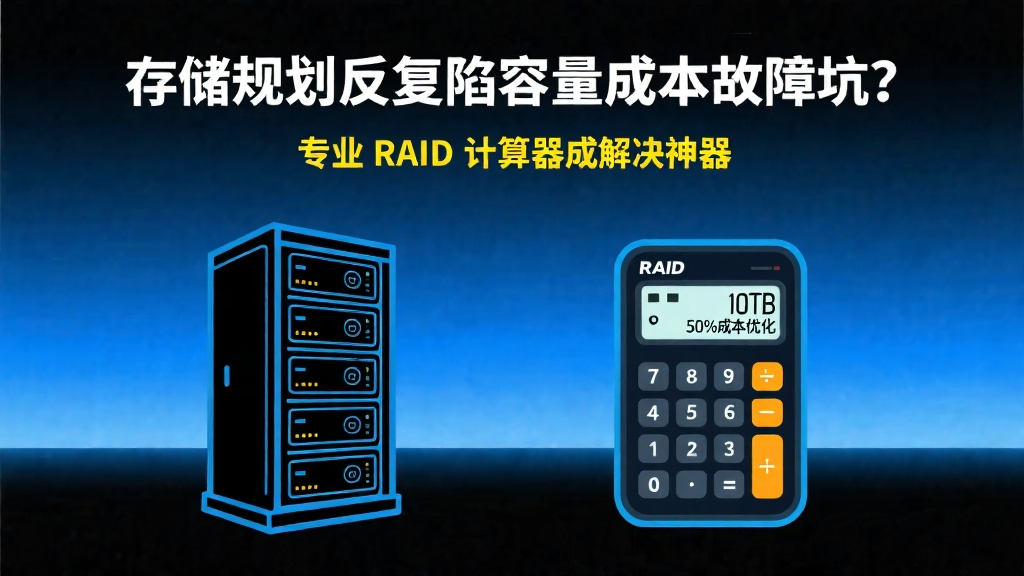 存储规划反复陷容量成本故障坑？
专业 RAID 计算器成解决神器
RAID
10TB
50%成本优化
7 8 9 ÷
4 5 6 −
1 2 3 +
0 · =